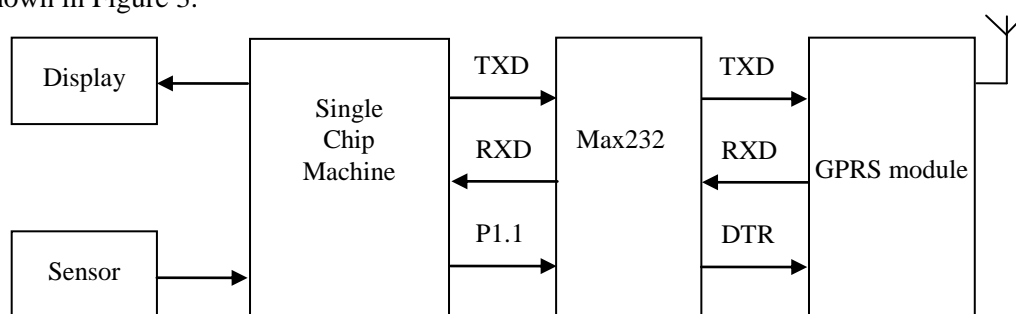 own in Figure 3.
Display
Sensor
Single
Chip
Machine
TXD
RXD
P1.1
Max232
TXD
RXD
DTR
GPRS module